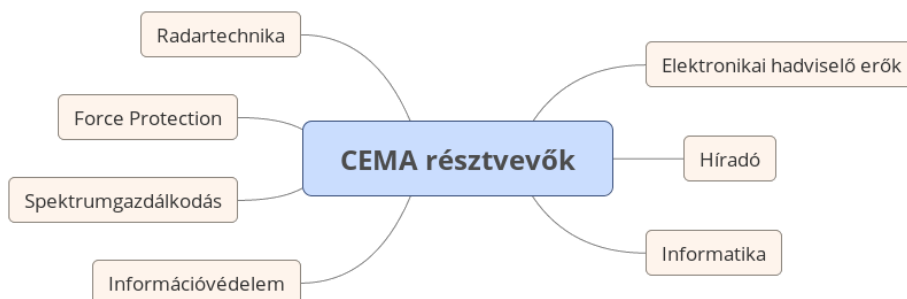 Radartechnika
Elektronikai hadviselő erők
Force Protection
CEMA résztvevők
Híradó
Spektrumgazdálkodás
Informatika
Információvédelem